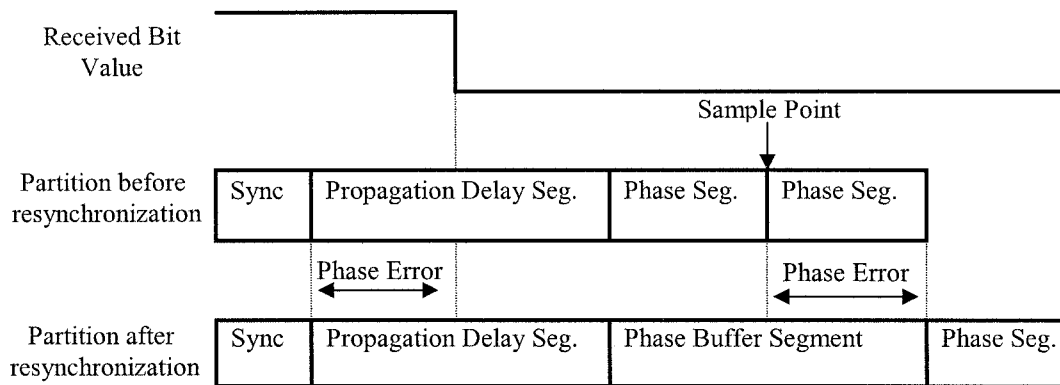 Received Bit
Value
Sample Point
Partition before
resynchronization
Sync
Propagation Delay Seg.
Phase Seg.
Phase Seg.
Phase Error
Phase Error
Partition after
resynchronization
Sync
Propagation Delay Seg.
Phase Buffer Segment
Phase Seg.